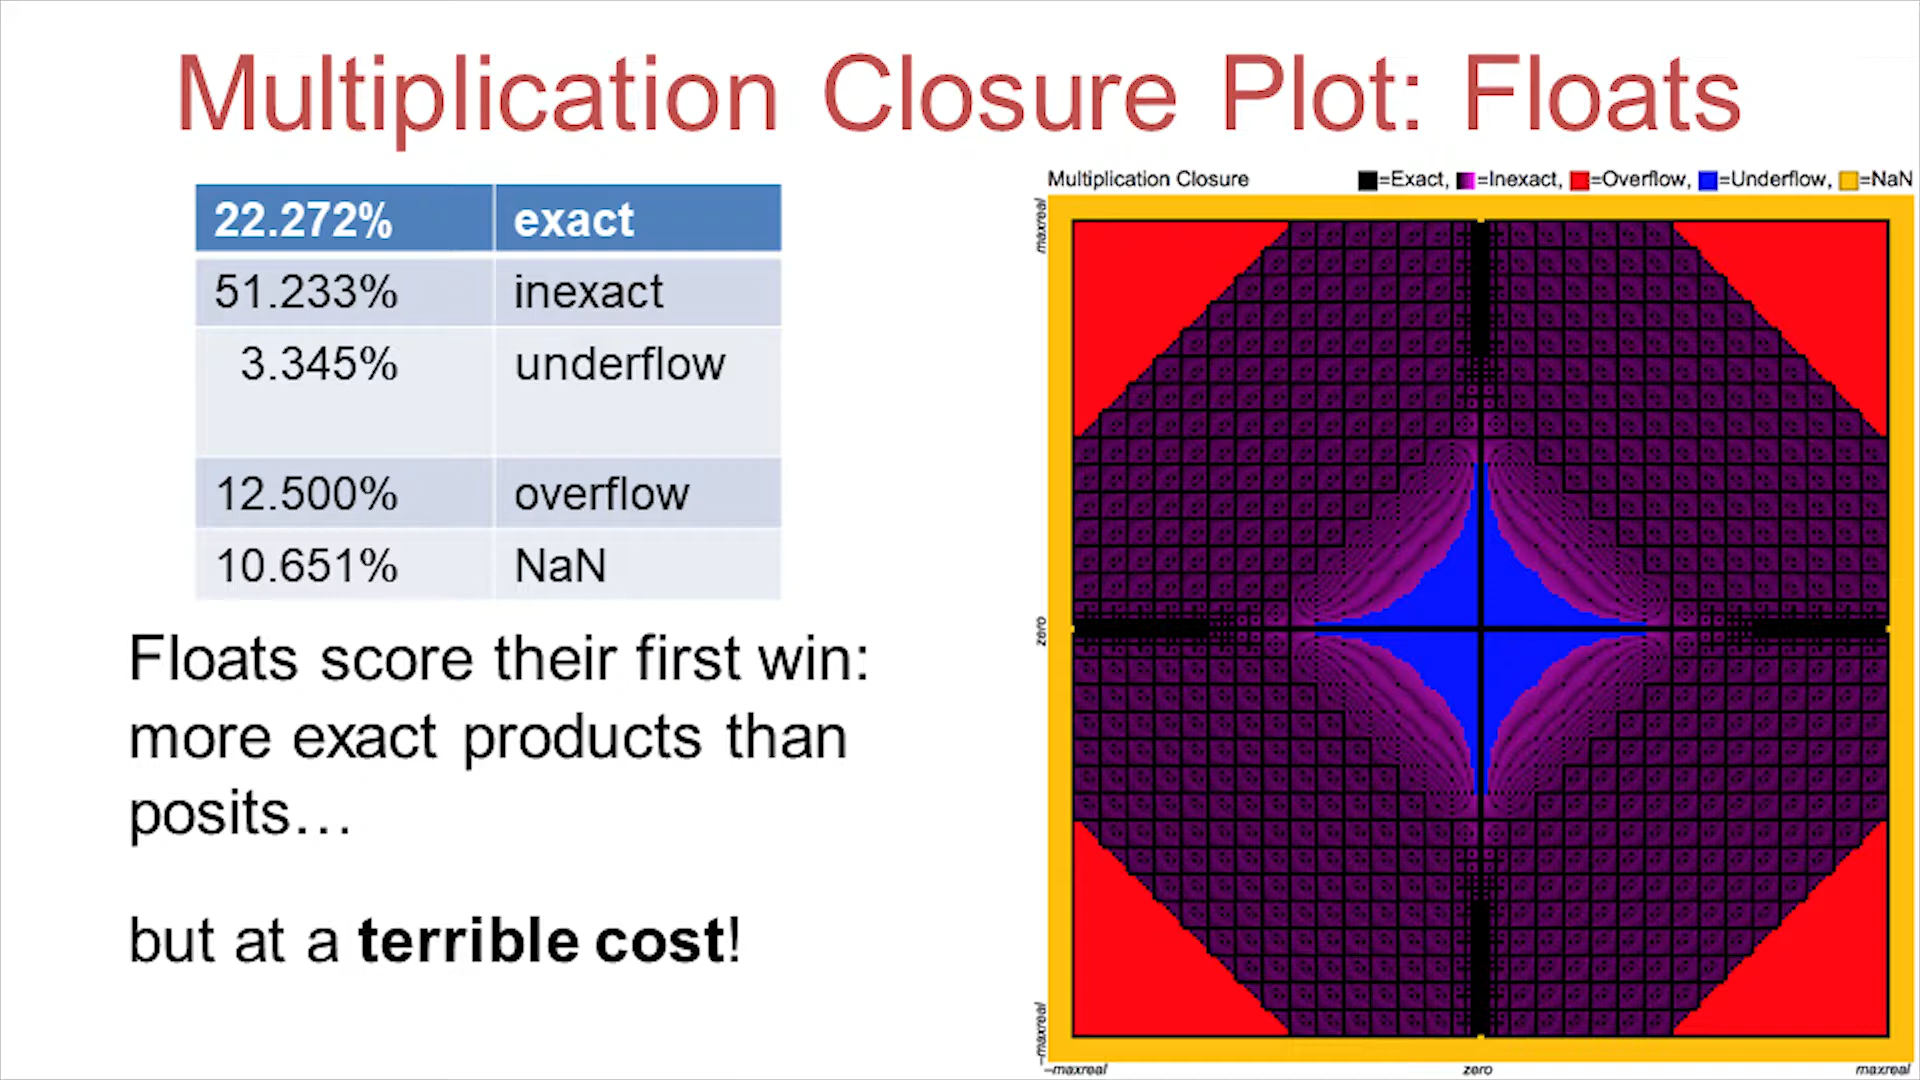 Multiplication Closure Plot: Floats
22.272% exact
51.233% inexact
3.345% underflow
12.500% overflow
10.651% NaN
Floats score their first win:
more exact products than
posits…
but at a terrible cost!
Multiplication Closure =Exact, =Inexact, =Overflow, =Underflow, =NaN
maxreal
zero
–maxreal
–maxreal zero maxreal